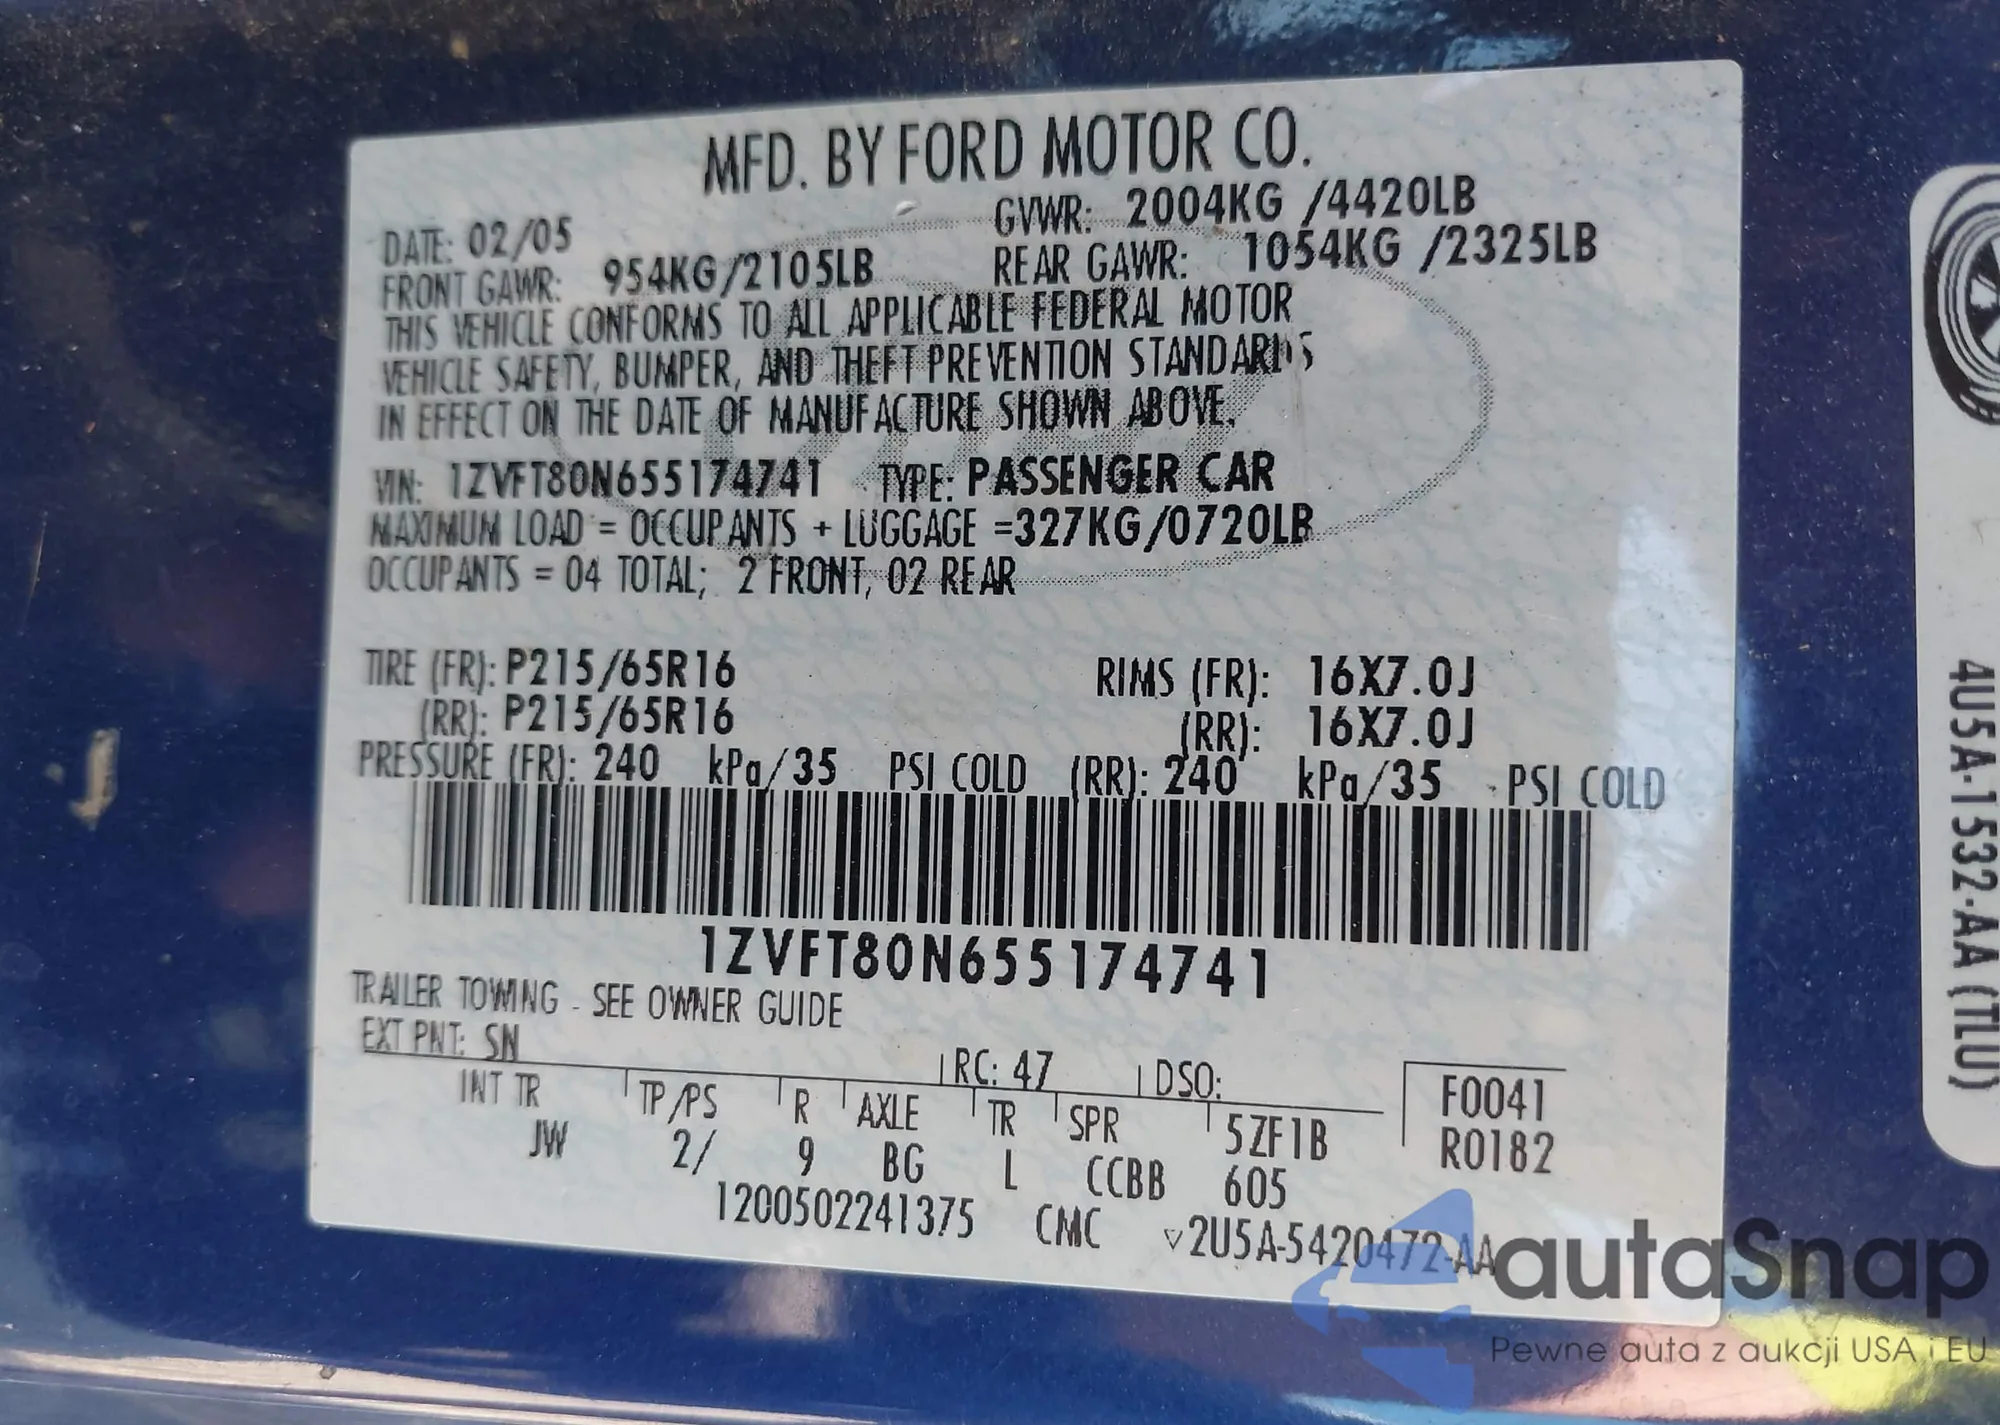 MFD. BY FORD MOTOR CO.
DATE: 02/05 GVWR: 2004KG /4420LB
FRONT GAWR: 954KG/2105LB REAR GAWR: 1054KG /2325LB
THIS VEHICLE CONFORMS TO ALL APPLICABLE FEDERAL MOTOR
VEHICLE SAFETY, BUMPER, AND THEFT PREVENTION STANDARDS
IN EFFECT ON THE DATE OF MANUFACTURE SHOWN ABOVE.
VIN: 1ZVFT80N655174741 TYPE: PASSENGER CAR
MAXIMUM LOAD = OCCUPANTS + LUGGAGE =327KG/0720LB
OCCUPANTS = 04 TOTAL; 2 FRONT, 02 REAR
TIRE (FR): P215/65R16 RIMS (FR): 16X7.0J
(RR): P215/65R16 (RR): 16X7.0J
PRESSURE (FR): 240 kPa/35 PSI COLD (RR): 240 kPa/35 PSI COLD
1ZVFT80N655174741
TRAILER TOWING - SEE OWNER GUIDE
EXT PNT: SN RC: 47 DSO:
INT TR TP/PS R AXLE TR SPR 5ZF1B F0041
JW 2/ 9 BG L CCBB 605 R0182
1200502241375 CMC ▽2U5A-5420472-AA
4U5A-1532-AA (TLU)
autaSnap
Pewne auta z aukcji USA i EU